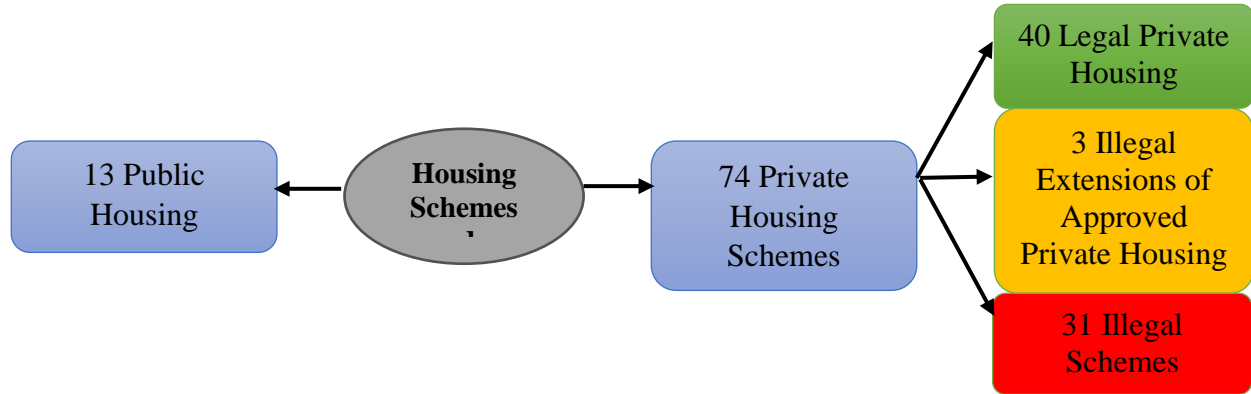 13 Public
Housing
Housing
Schemes
74 Private
Housing
Schemes
40 Legal Private
Housing
3 Illegal
Extensions of
Approved
Private Housing
31 Illegal
Schemes